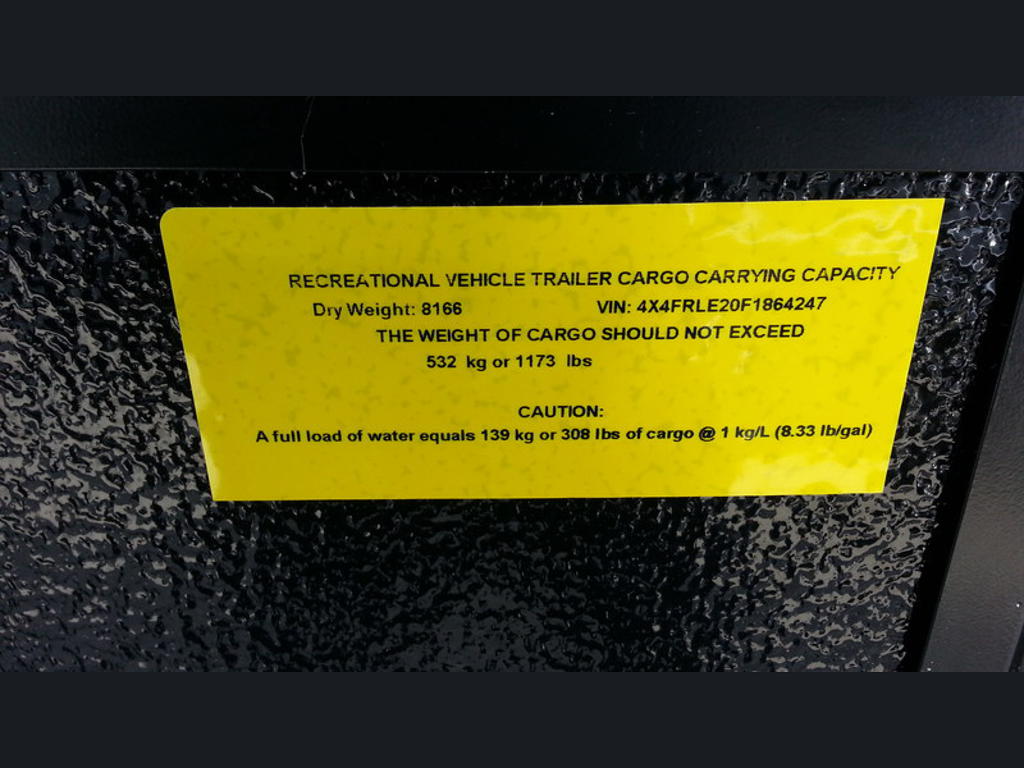 RECREATIONAL VEHICLE TRAILER CARGO CARRYING CAPACITY
Dry Weight: 8166 VIN: 4X4FRLE20F1864247
THE WEIGHT OF CARGO SHOULD NOT EXCEED
532 kg or 1173 lbs
CAUTION:
A full load of water equals 139 kg or 308 lbs of cargo @ 1 kg/L (8.33 lb/gal)